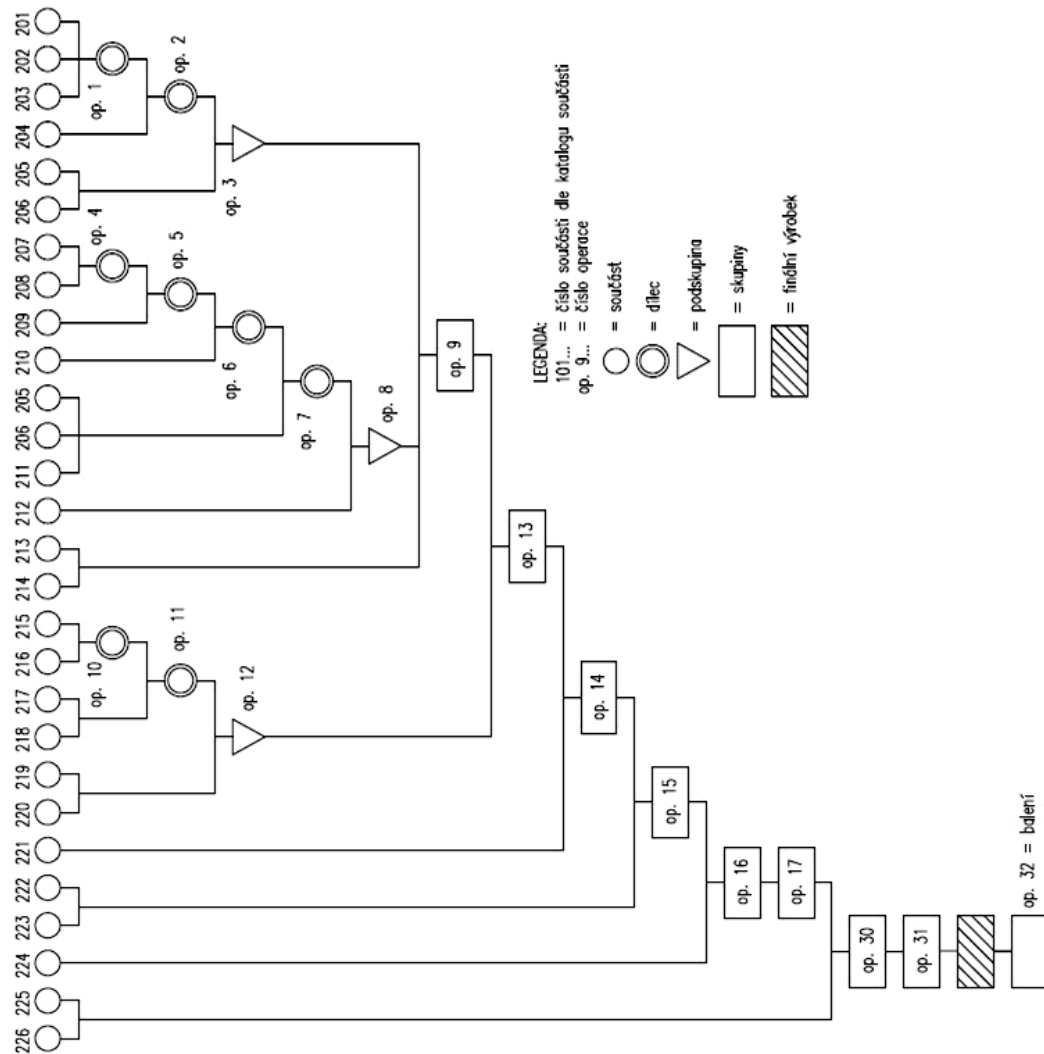 201
202
203
204
205
206
207
208
209
210
205
206
211
212
213
214
215
216
217
218
219
220
221
222
223
224
225
226
op. 1
op. 2
op. 3
op. 4
op. 5
op. 6
op. 7
op. 8
op. 9
op. 10
op. 11
op. 12
op. 13
op. 14
op. 15
op. 16
op. 17
op. 30
op. 31
op. 32 = balení
LEGENDA:
101... = číslo součásti dle katalogu součásti
op. 9... = číslo operace
= součást
= dílec
= podskupina
= skupiny
= finální výrobek